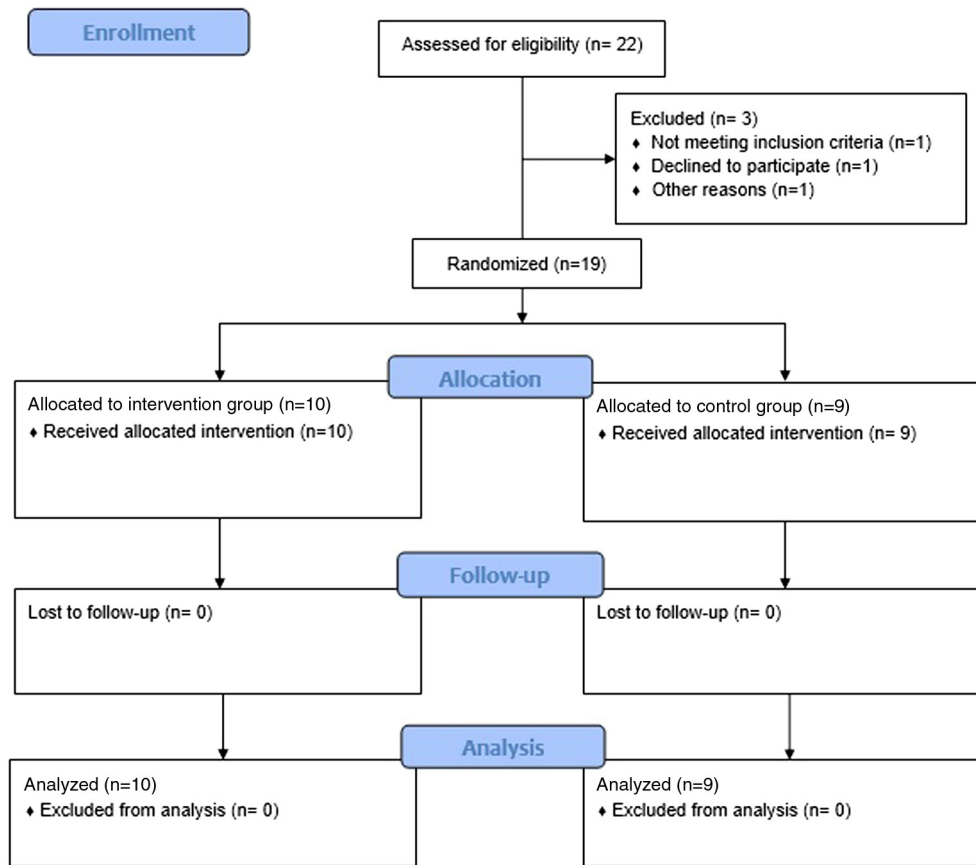 Enrollment
Assessed for eligibility (n= 22)
Excluded (n= 3)
♦ Not meeting inclusion criteria (n=1)
♦ Declined to participate (n=1)
♦ Other reasons (n=1)
Randomized (n=19)
Allocation
Allocated to intervention group (n=10)
♦ Received allocated intervention (n=10)
Allocated to control group (n=9)
♦ Received allocated intervention (n= 9)
Follow-up
Lost to follow-up (n= 0)
Lost to follow-up (n= 0)
Analysis
Analyzed (n=10)
♦ Excluded from analysis (n= 0)
Analyzed (n=9)
♦ Excluded from analysis (n= 0)